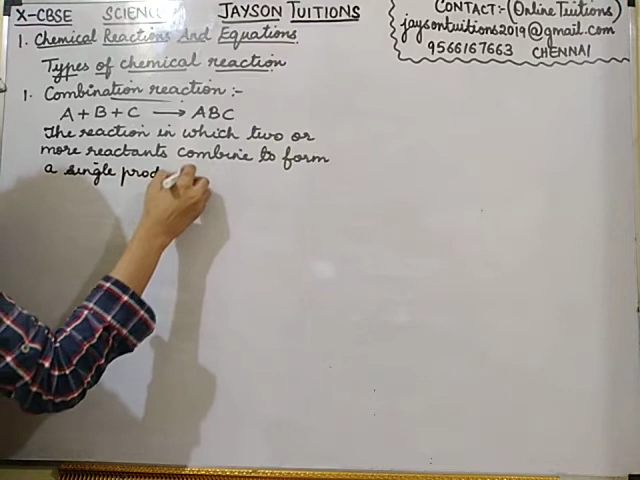 X-CBSE SCIENCE JAYSON TUITIONS
CONTACT:-(Online Tuitions)
jaysontuitions2019@gmail.com
9566167663 CHENNAI
1. Chemical Reactions And Equations
Types of chemical reaction
1. Combination reaction :-
A + B + C ⟶ ABC
The reaction in which two or
more reactants combine to form
a single prod